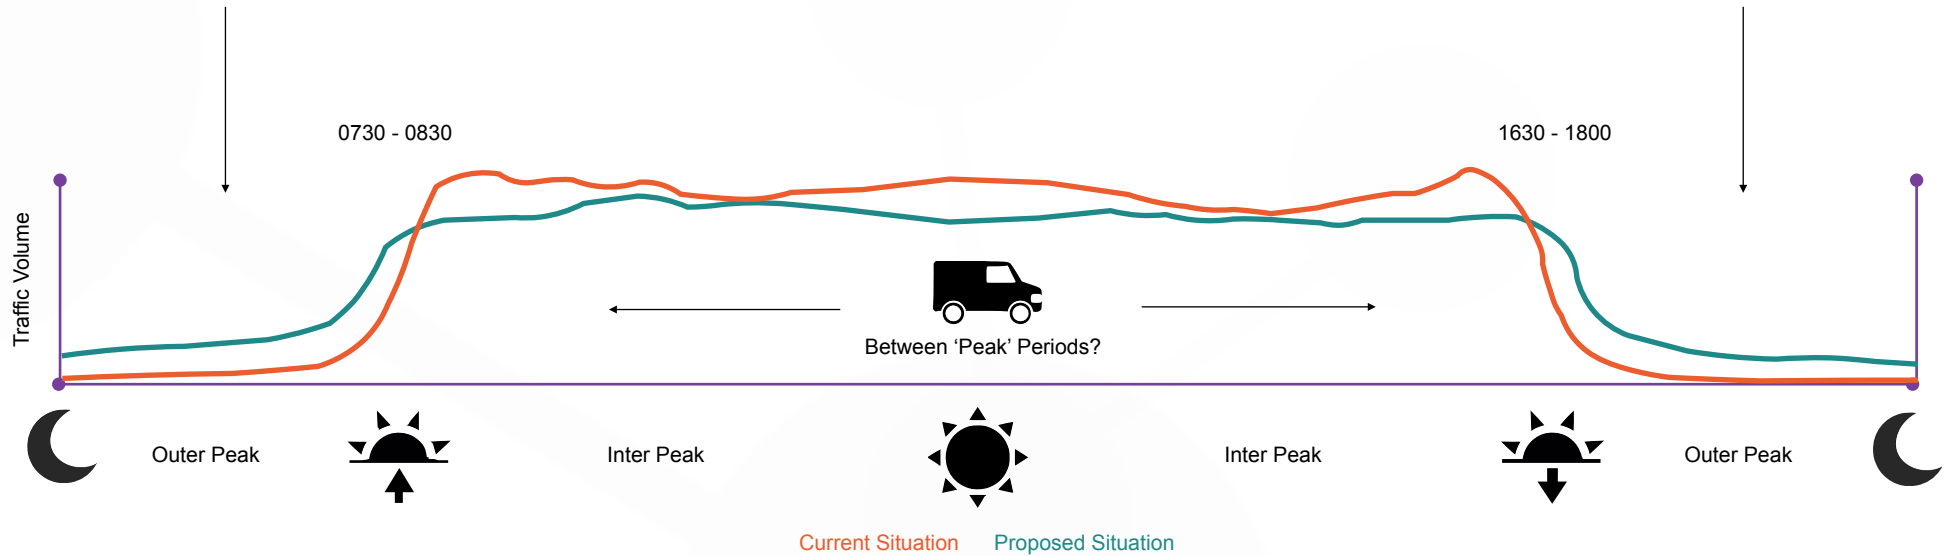 0730 - 0830
1630 - 1800
Traffic Volume
Between ‘Peak’ Periods?
Outer Peak
Inter Peak
Inter Peak
Outer Peak
Current Situation
Proposed Situation